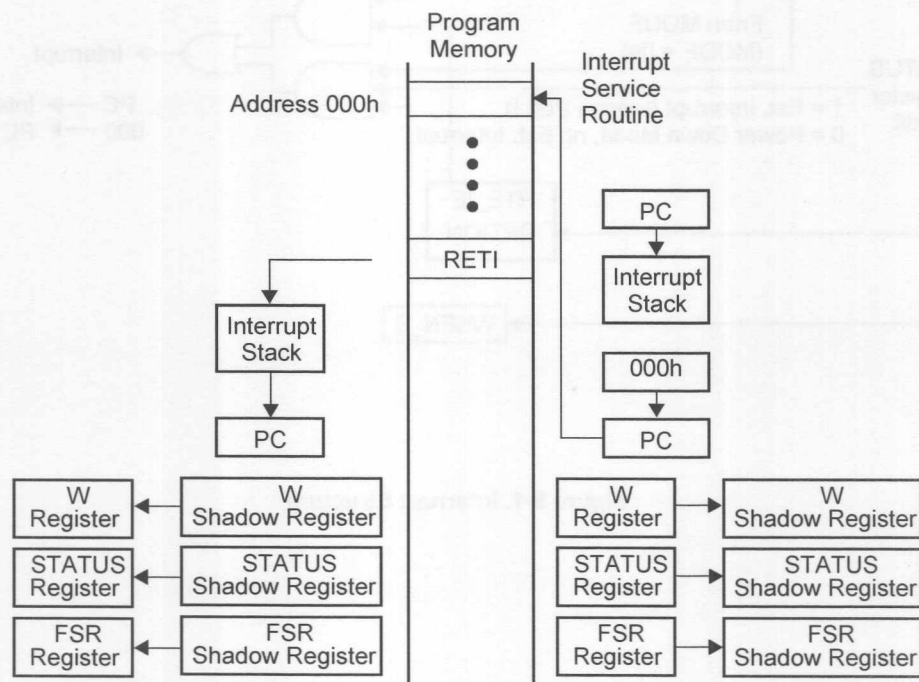 Program
Memory
Interrupt
Service
Routine
Address 000h
PC
RETI
Interrupt
Stack
Interrupt
Stack
000h
PC
PC
W
Register
W
Shadow Register
W
Register
W
Shadow Register
STATUS
Register
STATUS
Shadow Register
STATUS
Register
STATUS
Shadow Register
FSR
Register
FSR
Shadow Register
FSR
Register
FSR
Shadow Register